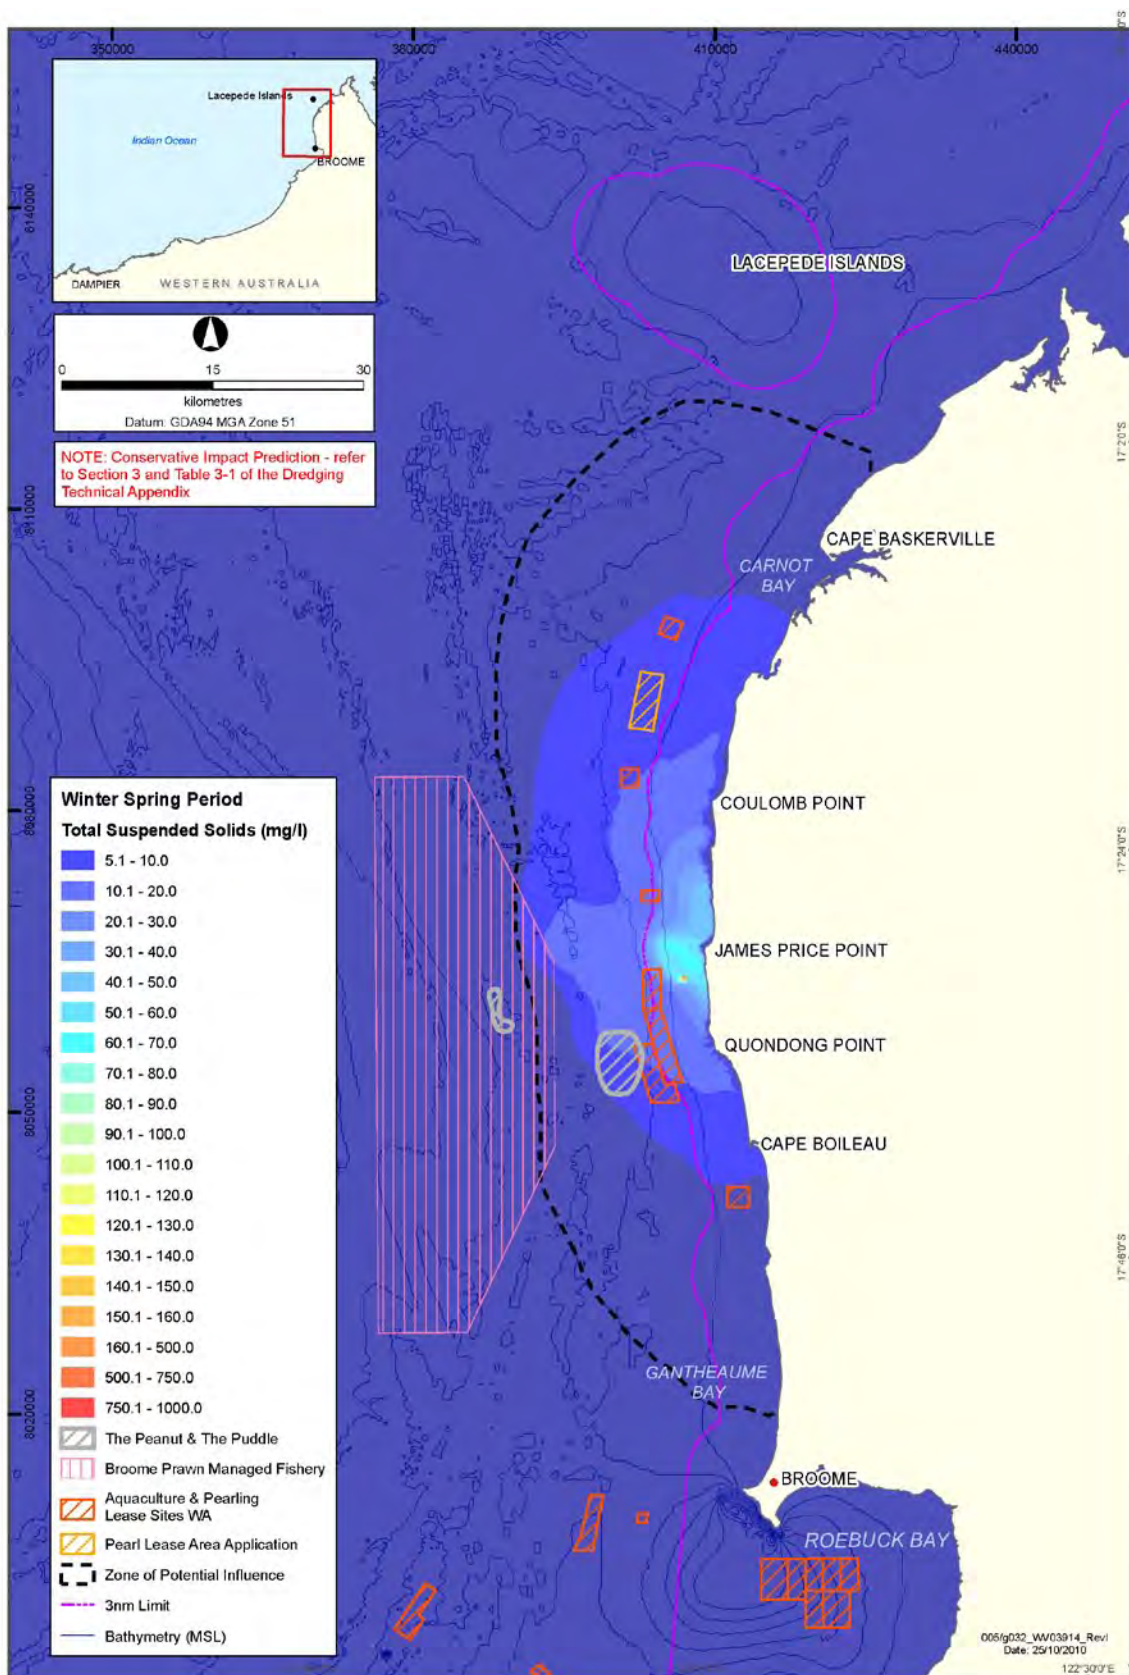 350000
380000
410000
440000
Lacepede Islands
Indian Ocean
BROOME
DAMPIER
WESTERN AUSTRALIA
0
15
30
kilometres
Datum: GDA94 MGA Zone 51
NOTE: Conservative Impact Prediction - refer
to Section 3 and Table 3-1 of the Dredging
Technical Appendix
8140000
8110000
8050000
8020000
LACEPEDE ISLANDS
CAPE BASKERVILLE
CARNOT
BAY
COULOMB POINT
JAMES PRICE POINT
QUONDONG POINT
CAPE BOILEAU
GANTHEAUME
BAY
BROOME
ROEBUCK BAY
17°24'0"S
Winter Spring Period
Total Suspended Solids (mg/l)
5.1 - 10.0
10.1 - 20.0
20.1 - 30.0
30.1 - 40.0
40.1 - 50.0
50.1 - 60.0
60.1 - 70.0
70.1 - 80.0
80.1 - 90.0
90.1 - 100.0
100.1 - 110.0
110.1 - 120.0
120.1 - 130.0
130.1 - 140.0
140.1 - 150.0
150.1 - 160.0
160.1 - 500.0
500.1 - 750.0
750.1 - 1000.0
The Peanut & The Puddle
Broome Prawn Managed Fishery
Aquaculture & Pearling
Lease Sites WA
Pearl Lease Area Application
Zone of Potential Influence
3nm Limit
Bathymetry (MSL)
Date: 25/10/2010
122°30'0"E